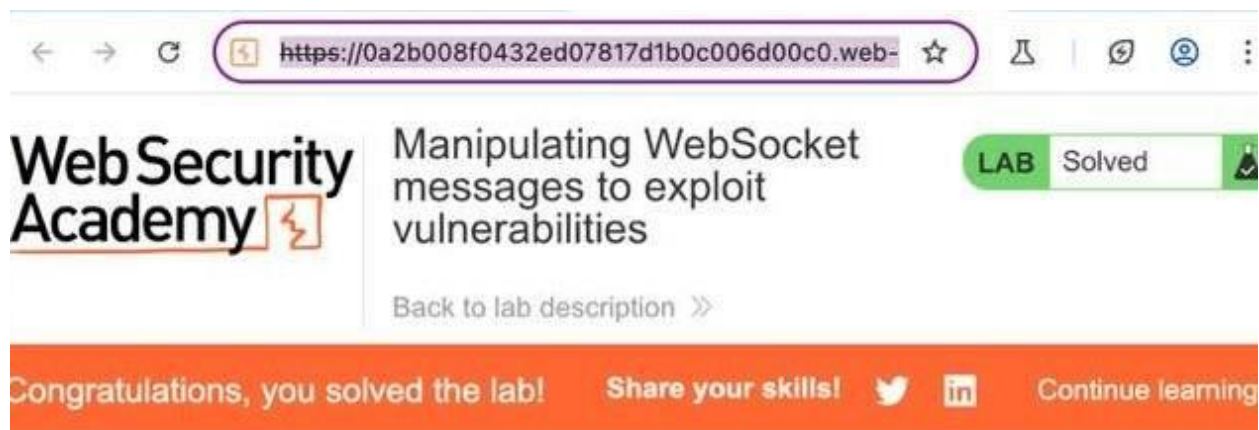 https://0a2b008f0432ed07817d1b0c006d00c0.web-
Web Security
Academy
Manipulating WebSocket
messages to exploit
vulnerabilities
LAB Solved
Back to lab description
Congratulations, you solved the lab! Share your skills! Continue learning